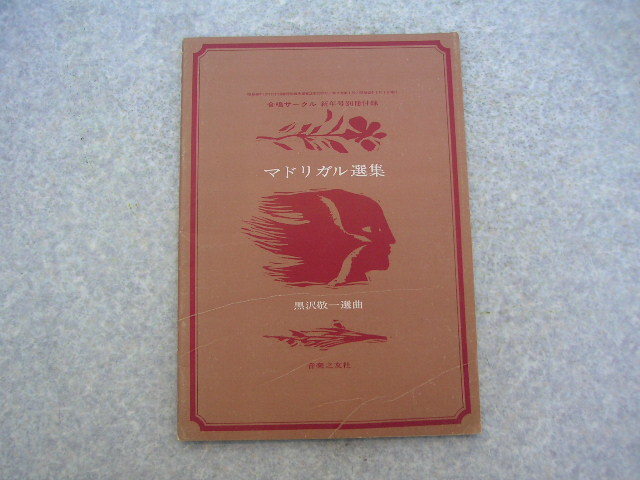 合唱サークル 新年号別冊付録
マドリガル選集
黒沢敬一選曲
音楽之友社